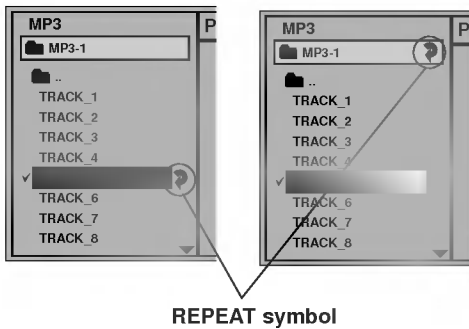 MP3
P
MP3-1
..
TRACK_1
TRACK_2
TRACK_3
TRACK_4
TRACK_6
TRACK_7
TRACK_8
MP3
P
MP3-1
..
TRACK_1
TRACK_2
TRACK_3
TRACK_4
TRACK_6
TRACK_7
TRACK_8
REPEAT symbol